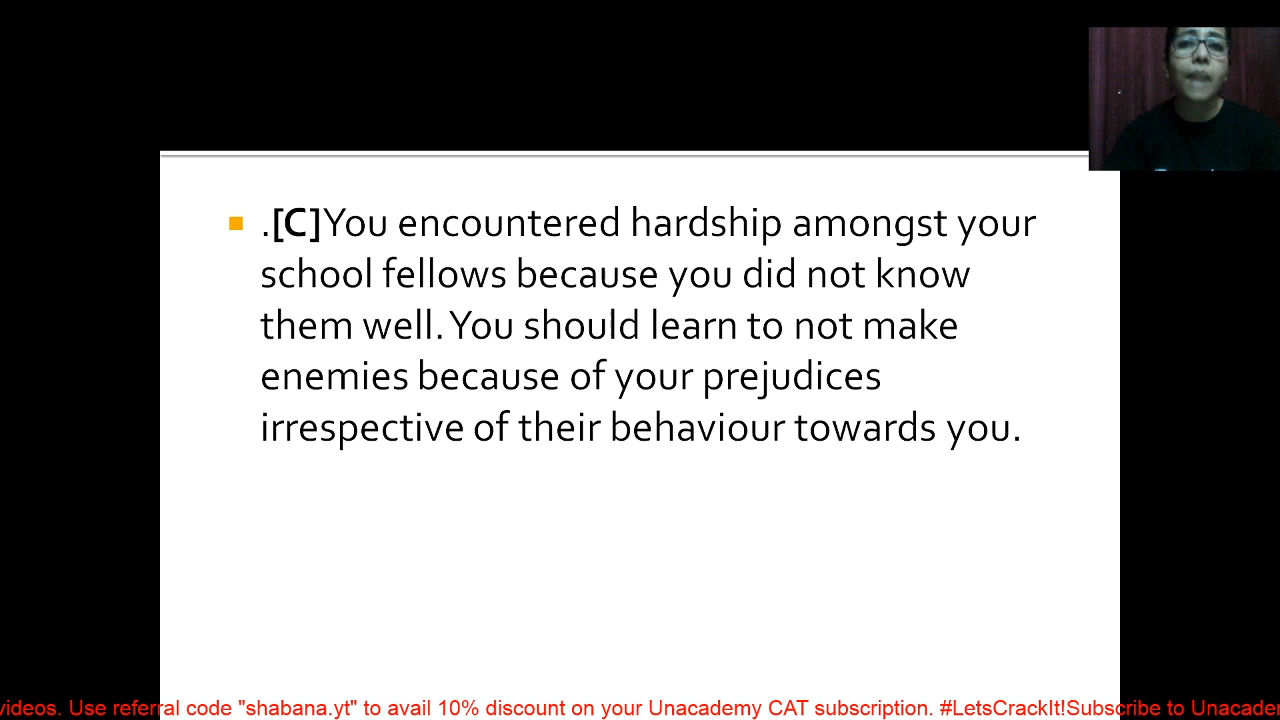 .[C]You encountered hardship amongst your
school fellows because you did not know
them well. You should learn to not make
enemies because of your prejudices
irrespective of their behaviour towards you.
videos. Use referral code "shabana.yt" to avail 10% discount on your Unacademy CAT subscription. #LetsCrackIt!Subscribe to